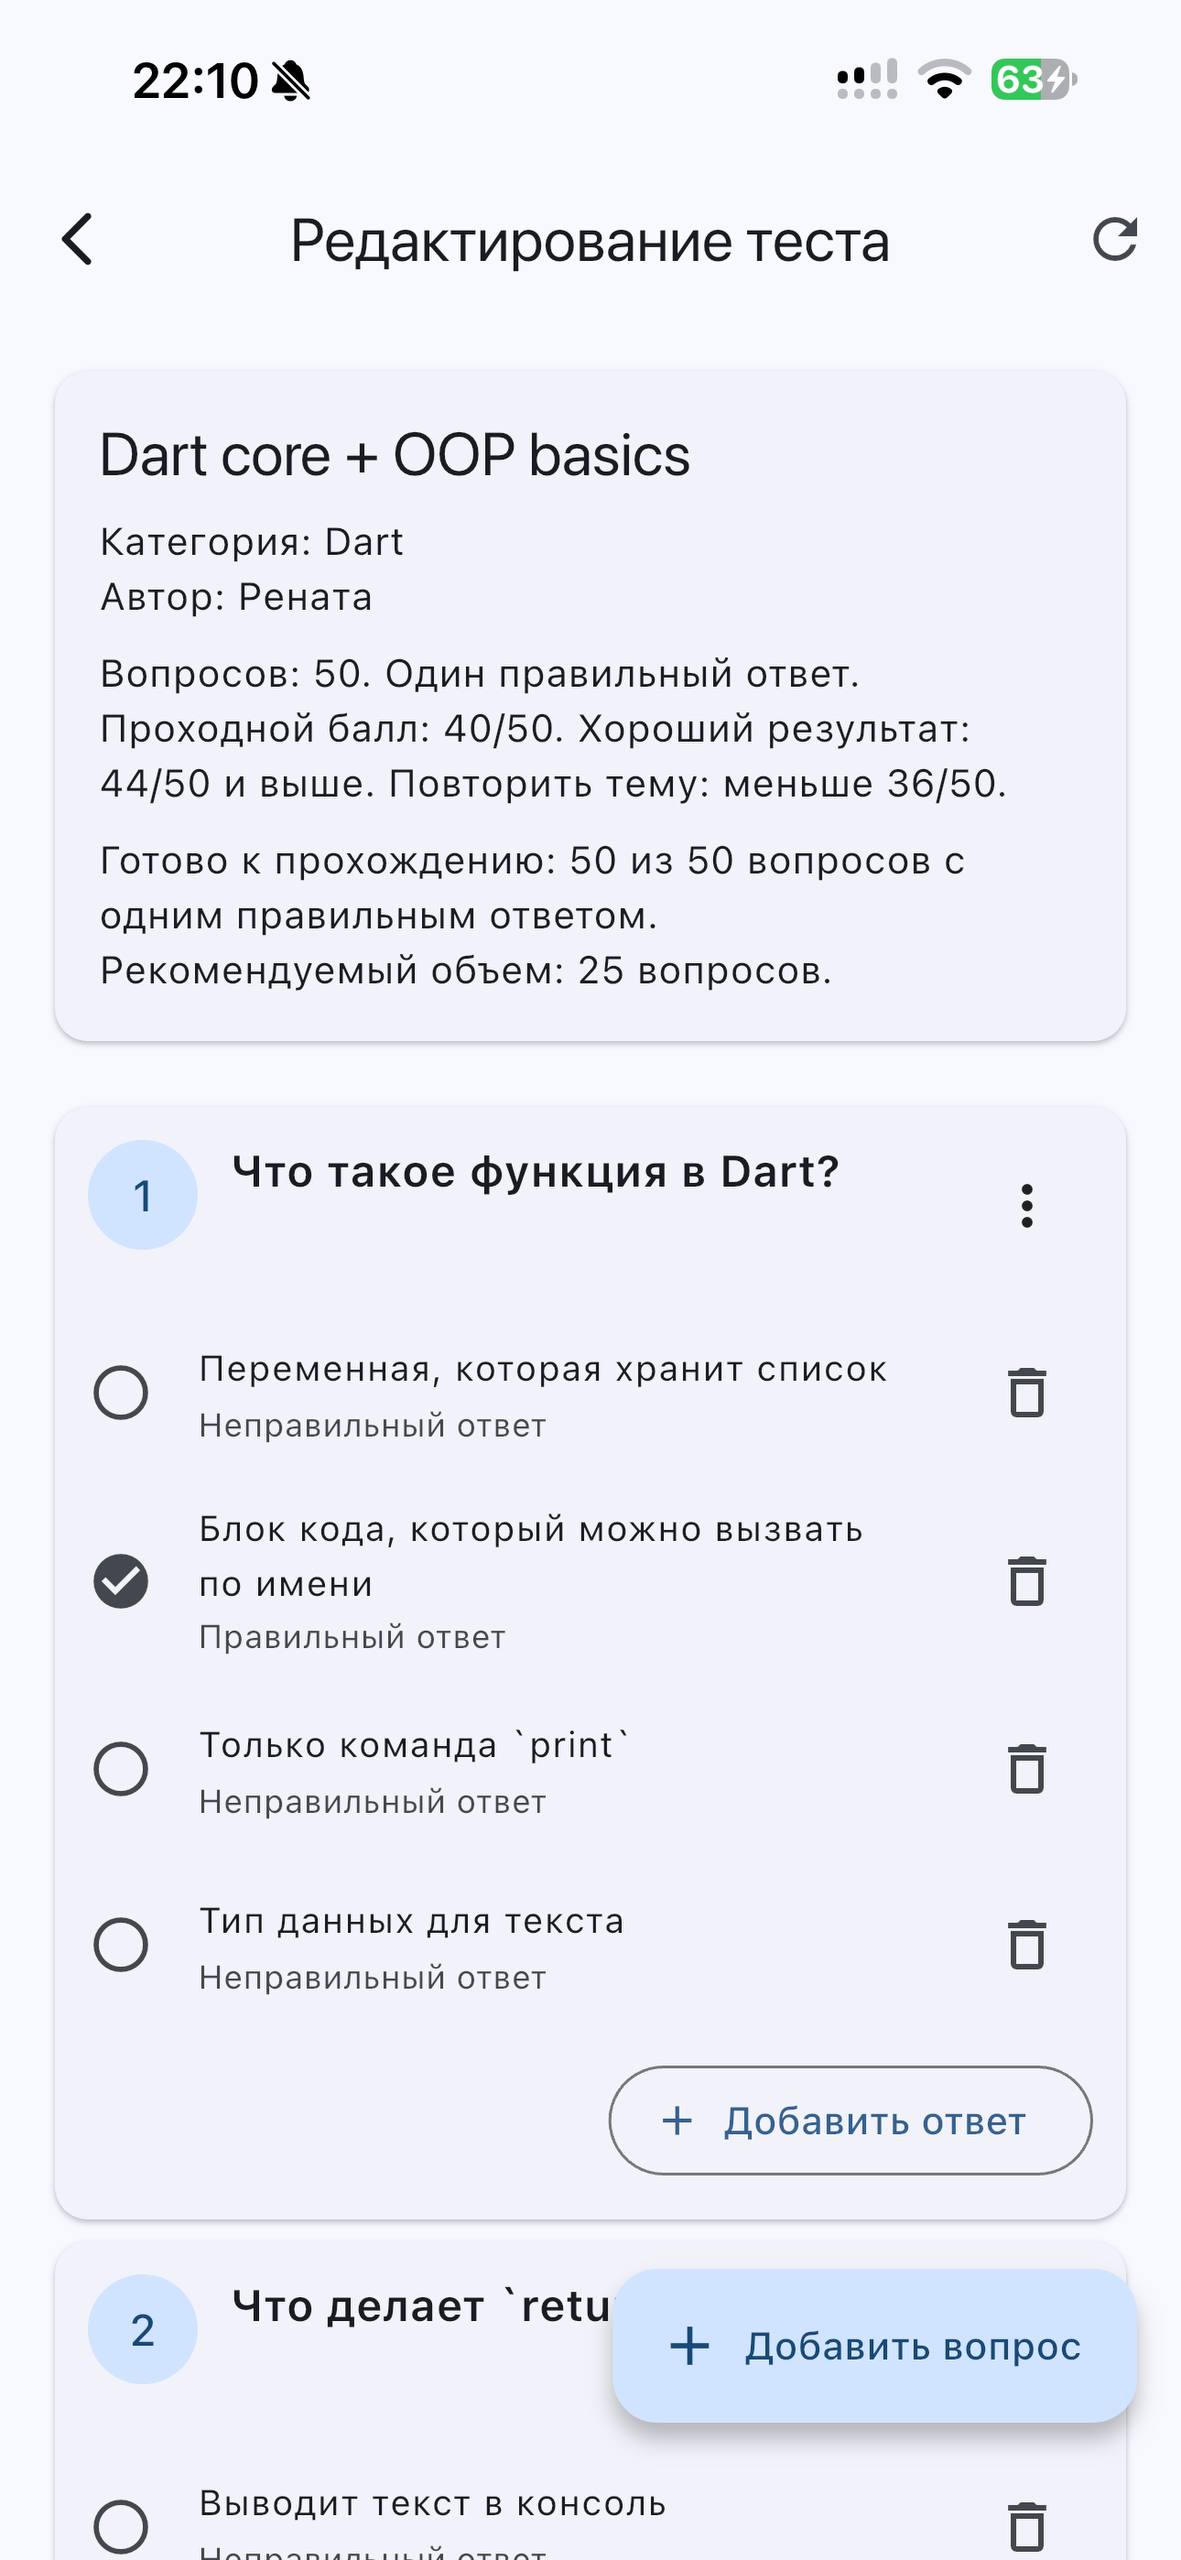 22:10
63
Редактирование теста
Dart core + OOP basics
Категория: Dart
Автор: Рената
Вопросов: 50. Один правильный ответ.
Проходной балл: 40/50. Хороший результат:
44/50 и выше. Повторить тему: меньше 36/50.
Готово к прохождению: 50 из 50 вопросов с
одним правильным ответом.
Рекомендуемый объем: 25 вопросов.
1
Что такое функция в Dart?
Переменная, которая хранит список
Неправильный ответ
Блок кода, который можно вызвать
по имени
Правильный ответ
Только команда `print`
Неправильный ответ
Тип данных для текста
Неправильный ответ
+ Добавить ответ
2
Что делает `retu
+ Добавить вопрос
Выводит текст в консоль
Неправильный ответ